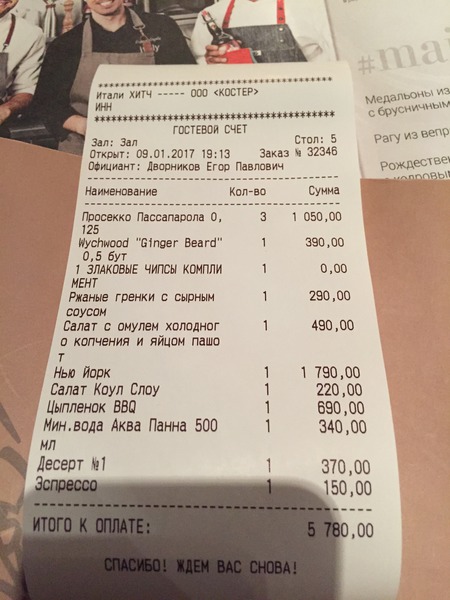 #mai
Медальоны из
с брусничным
Рагу из вепр
Рождествен
Итали ХИТЧ ----- ООО <КОСТЕР>
ИНН
ГОСТЕВОЙ СЧЕТ
Зал: Зал Стол: 5
Открыт: 09.01.2017 19:13 Заказ № 32346
Официант: Дворников Егор Павлович
Наименование Кол-во Сумма
Просекко Пассапарола 0, 3 1 050,00
125
Wychwood "Ginger Beard" 1 390,00
0,5 бут
1 ЗЛАКОВЫЕ ЧИПСЫ КОМПЛИ 1 0,00
МЕНТ
Ржаные гренки с сырным 1 290,00
соусом
Салат с омулем холодног 1 490,00
о копчения и яйцом пашо
т
Нью Йорк 1 1 790,00
Салат Коул Слоу 1 220,00
Цыпленок BBQ 1 690,00
Мин.вода Аква Панна 500 1 340,00
мл
Десерт №1 1 370,00
Эспрессо 1 150,00
ИТОГО К ОПЛАТЕ: 5 780,00
СПАСИБО! ЖДЕМ ВАС СНОВА!